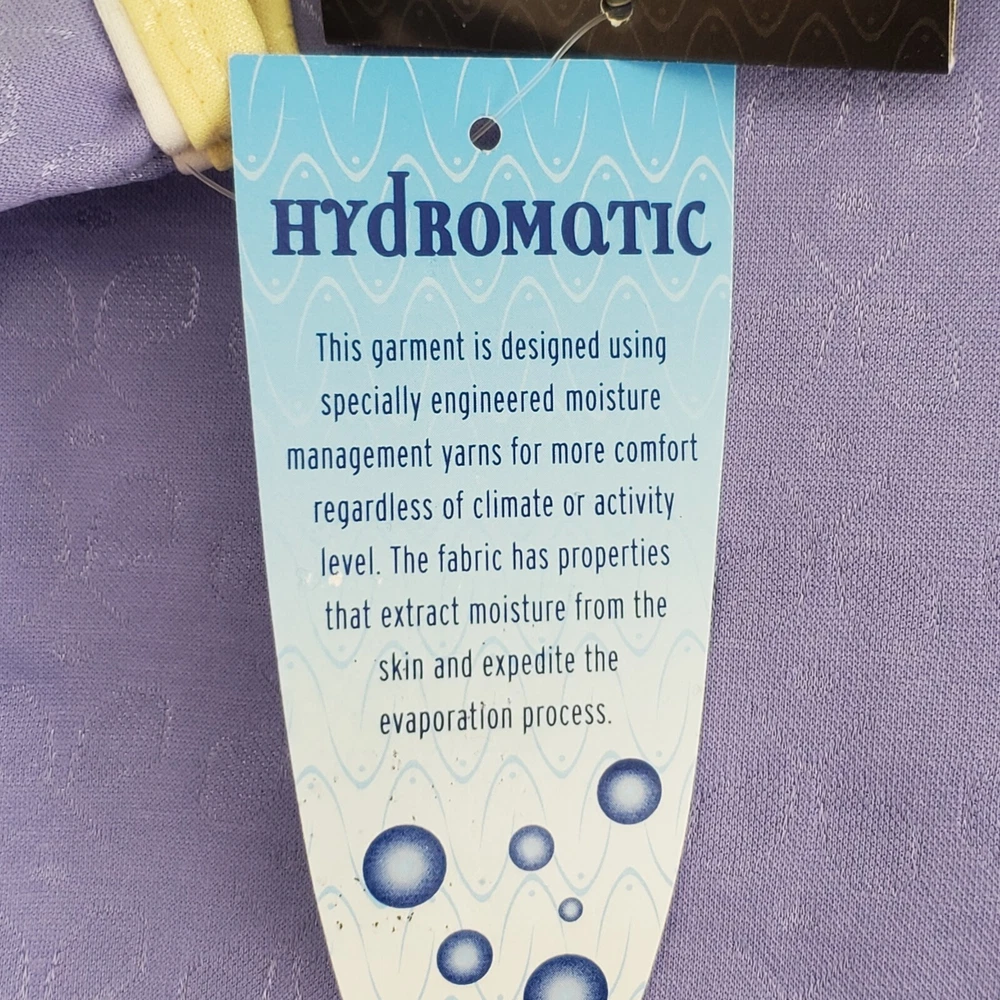 HYdROMaTIC
This garment is designed using
specially engineered moisture
management yarns for more comfort
regardless of climate or activity
level. The fabric has properties
that extract moisture from the
skin and expedite the
evaporation process.